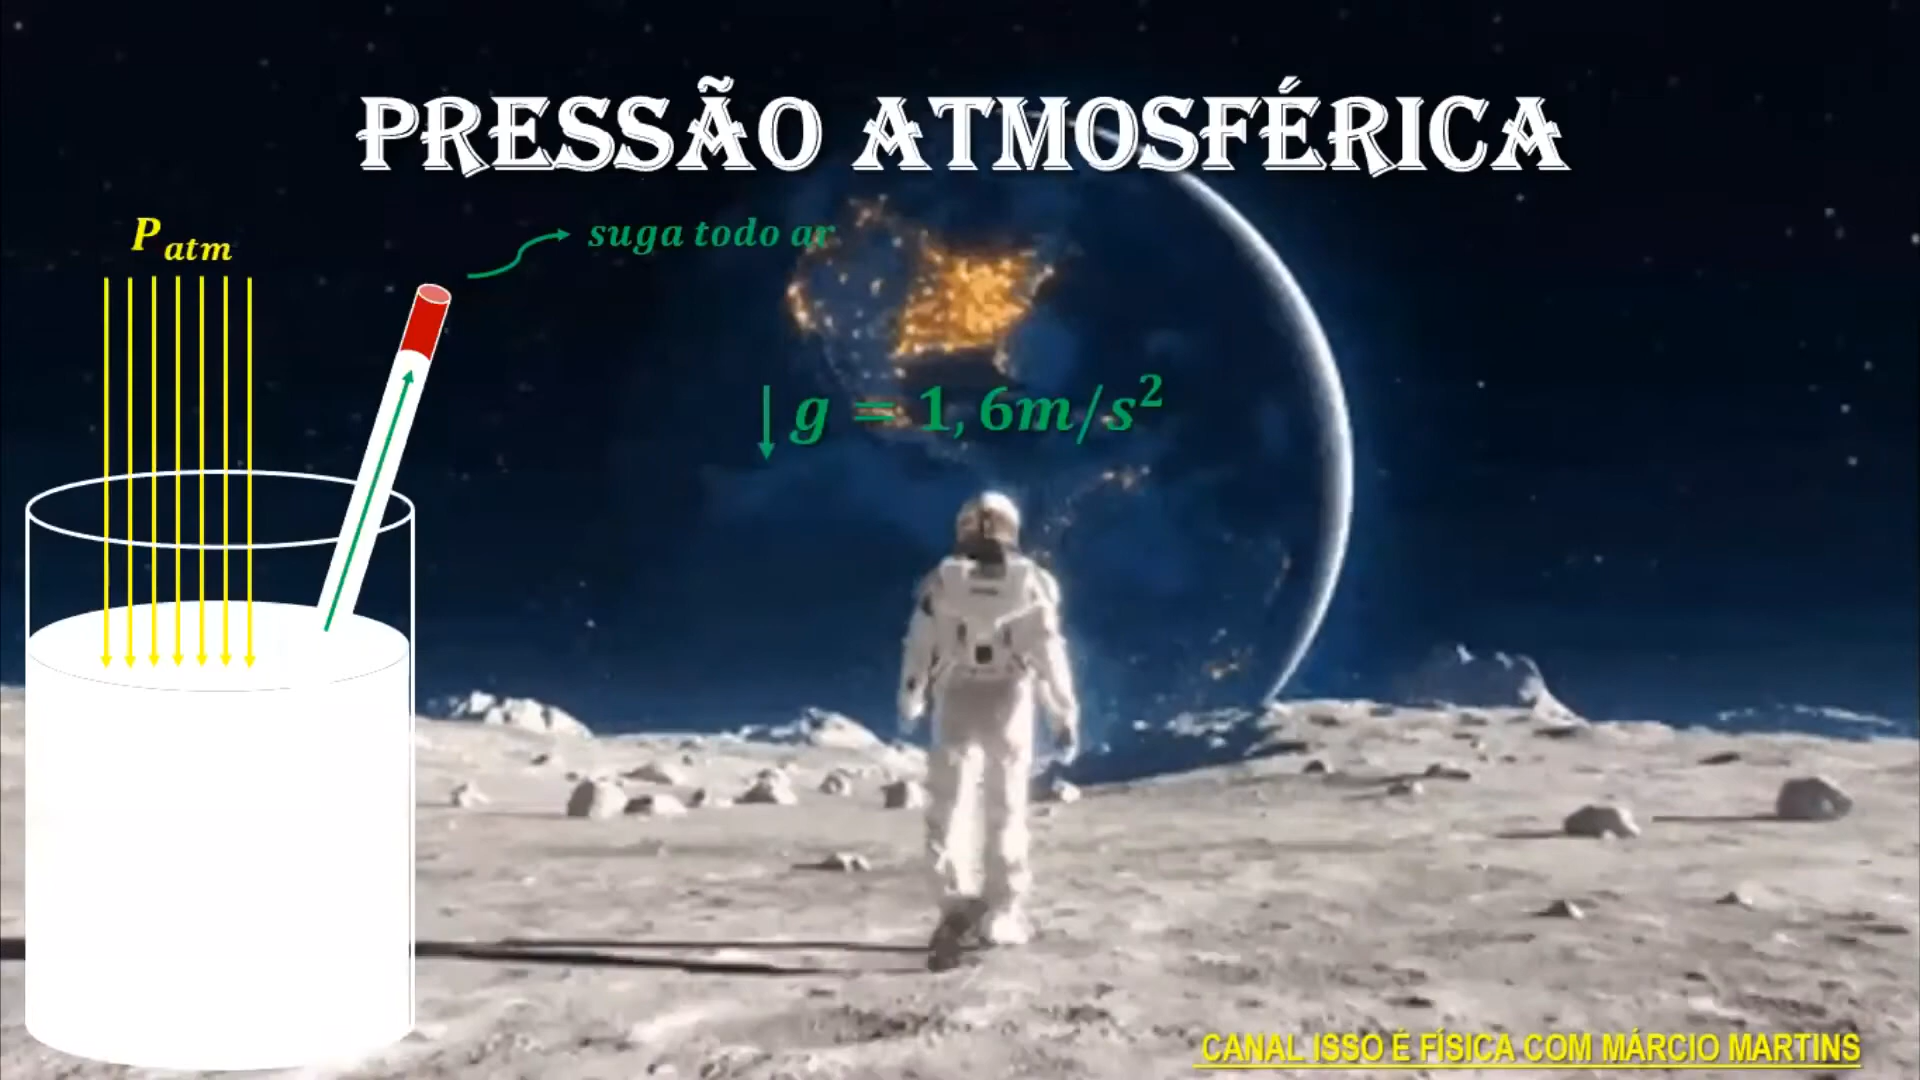 PRESSÃO ATMOSFÉRICA
P atm
suga todo ar
g = 1,6m/s²
CANAL ISSO É FÍSICA COM MÁRCIO MARTINS